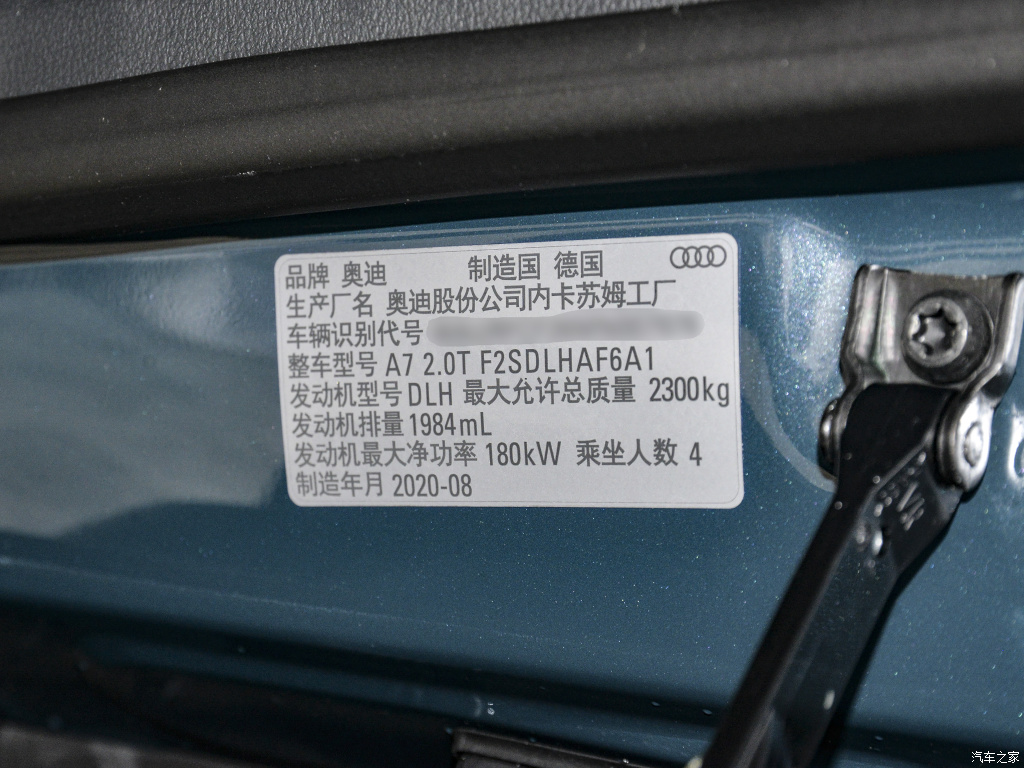 品牌 奥迪 制造国 德国
生产厂名 奥迪股份公司内卡苏姆工厂
车辆识别代号
整车型号 A7 2.0T F2SDLHAF6A1
发动机型号 DLH 最大允许总质量 2300kg
发动机排量 1984mL
发动机最大净功率 180kW 乘坐人数 4
制造年月 2020-08
汽车之家